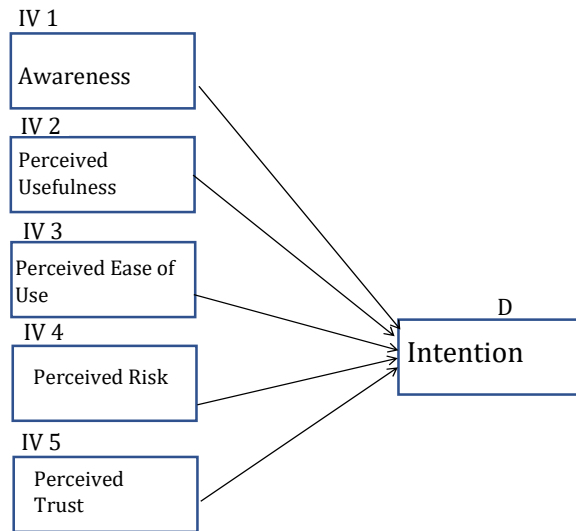 IV 1
Awareness
IV 2
Perceived
Usefulness
IV 3
Perceived Ease of
Use
IV 4
Perceived Risk
IV 5
Perceived
Trust
D
Intention